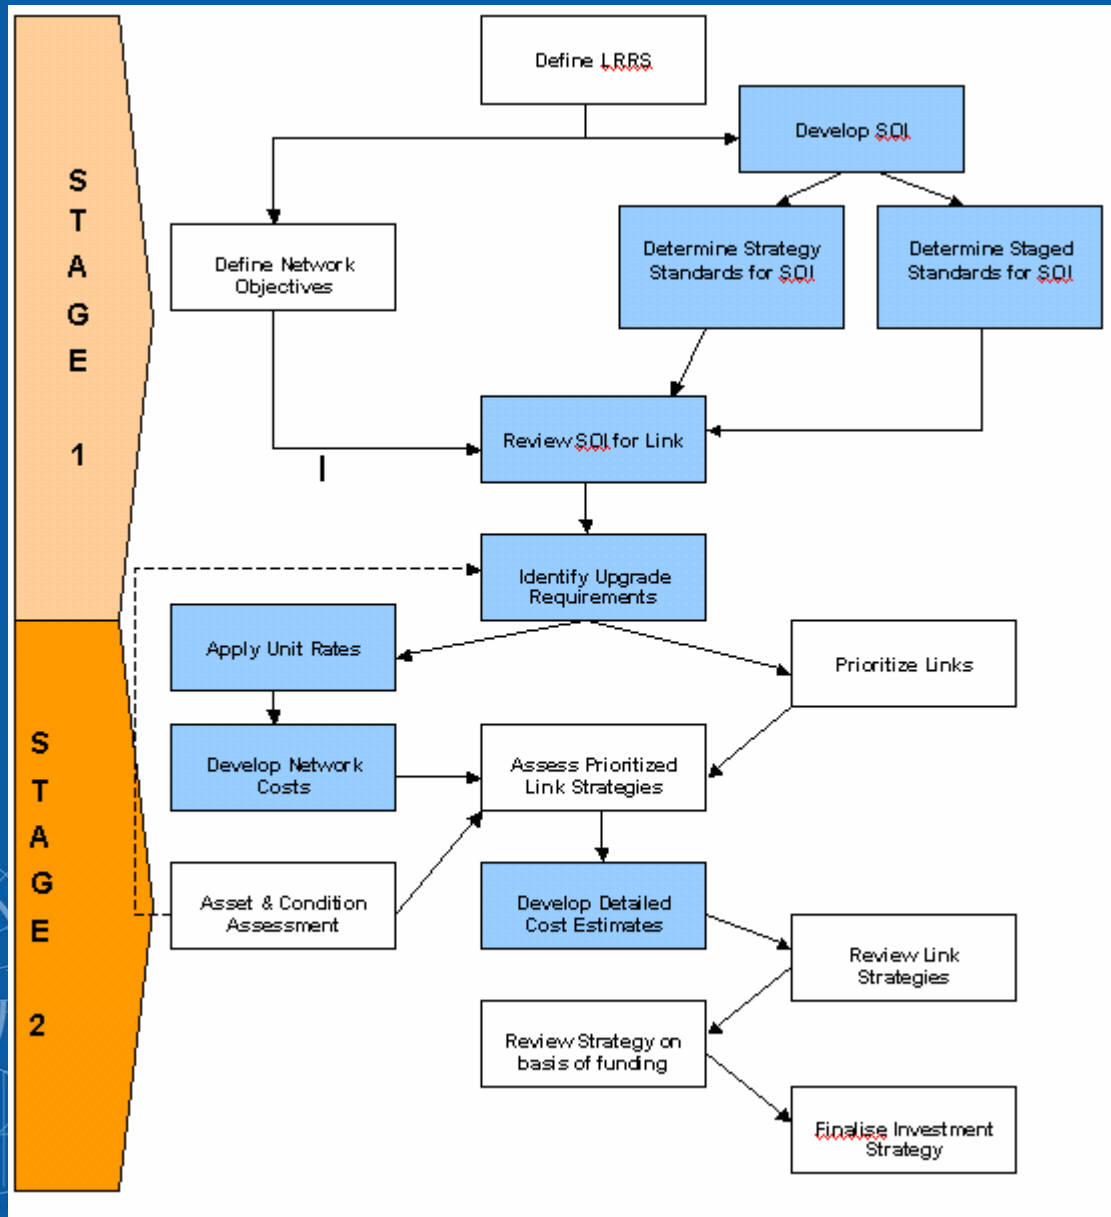 STAGE 1
Define LRRS
Develop SOI
Define Network
Objectives
Determine Strategy
Standards for SOI
Determine Staged
Standards for SOI
Review SOI for Link
Identify Upgrade
Requirements
STAGE 2
Apply Unit Rates
Prioritize Links
Develop Network
Costs
Assess Prioritized
Link Strategies
Asset & Condition
Assessment
Develop Detailed
Cost Estimates
Review Link
Strategies
Review Strategy on
basis of funding
Finalise Investment
Strategy